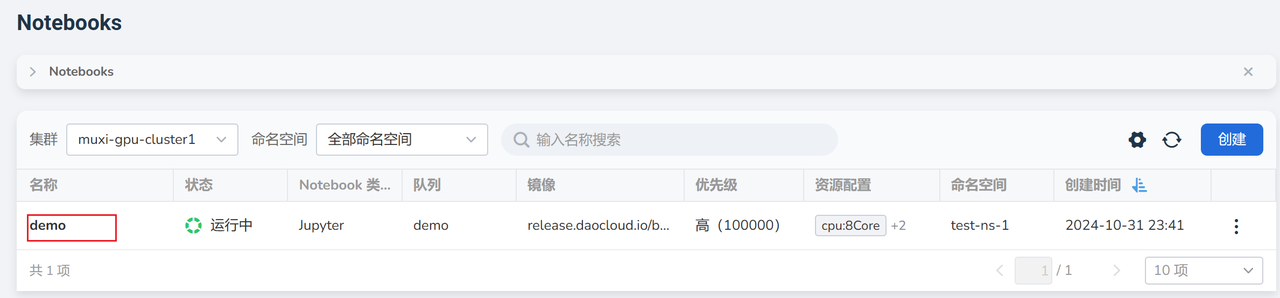 Notebooks
Notebooks
集群 muxi-gpu-cluster1 命名空间 全部命名空间 输入名称搜索 创建
名称 状态 Notebook 类... 队列 镜像 优先级 资源配置 命名空间 创建时间
demo 运行中 Jupyter demo release.daocloud.io/b... 高（100000） cpu:8Core +2 test-ns-1 2024-10-31 23:41
共 1 项 1 / 1 10 项